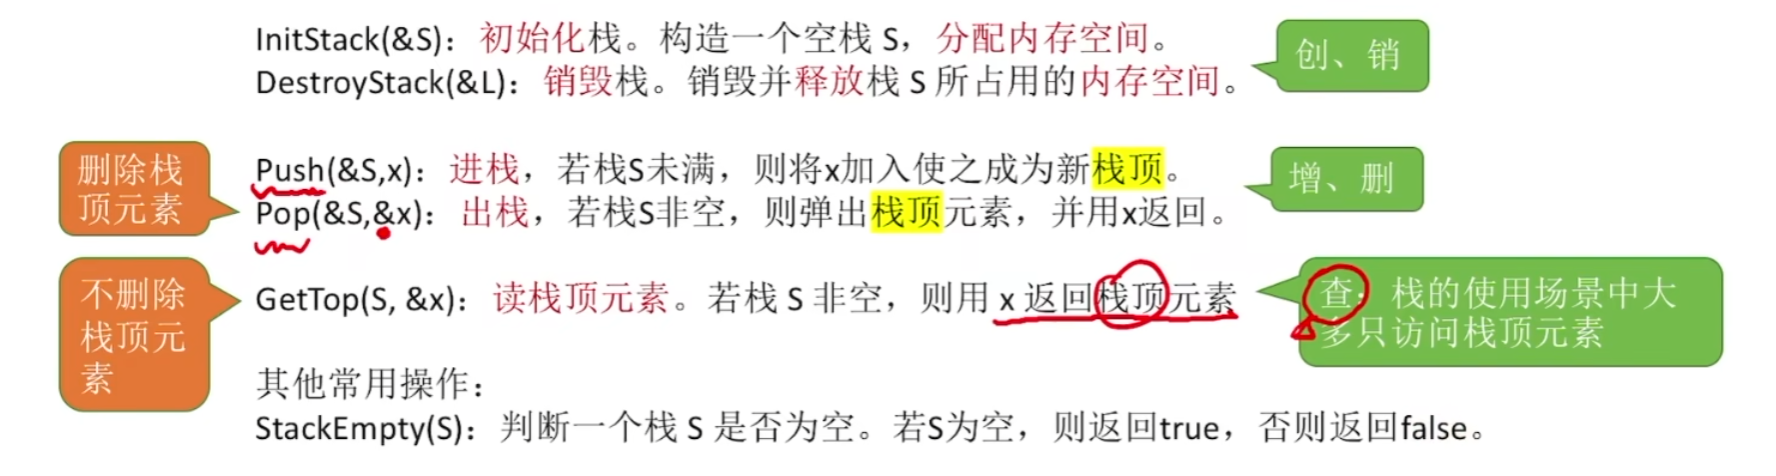 InitStack(&S)：初始化栈。构造一个空栈 S，分配内存空间。
创、销
DestroyStack(&L)：销毁栈。销毁并释放栈 S 所占用的内存空间。
删除栈
顶元素
Push(&S,x)：进栈，若栈S未满，则将x加入使之成为新栈顶。
Pop(&S,&x)：出栈，若栈S非空，则弹出栈顶元素，并用x返回。
增、删
不删除
栈顶元
素
GetTop(S, &x)：读栈顶元素。若栈 S 非空，则用 x 返回栈顶元素
查：栈的使用场景中大
多只访问栈顶元素
其他常用操作：
StackEmpty(S)：判断一个栈 S 是否为空。若S为空，则返回true，否则返回false。